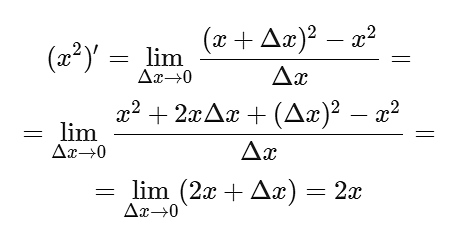 (x²)′ = lim_{Δx→0} ((x + Δx)² − x²) / Δx =
= lim_{Δx→0} (x² + 2xΔx + (Δx)² − x²) / Δx =
= lim_{Δx→0} (2x + Δx) = 2x